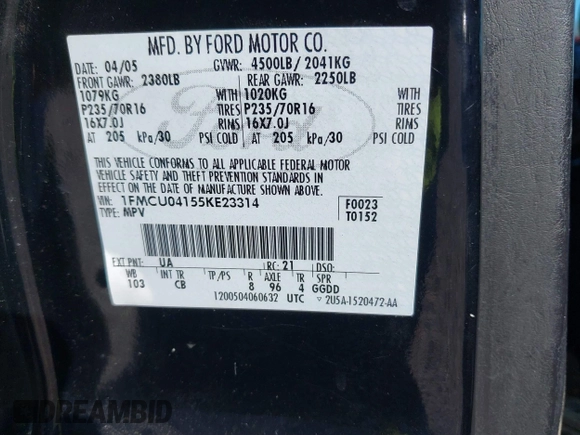 MFD. BY FORD MOTOR CO.
DATE: 04/05 GVWR: 4500LB/ 2041KG
FRONT GAWR: 2380LB REAR GAWR: 2250LB
1079KG WITH 1020KG WITH
P235/70R16 TIRES P235/70R16 TIRES
16X7.0J RIMS 16X7.0J RIMS
AT 205 kPa/30 PSI COLD AT 205 kPa/30 PSI COLD
THIS VEHICLE CONFORMS TO ALL APPLICABLE FEDERAL MOTOR
VEHICLE SAFETY AND THEFT PREVENTION STANDARDS IN
EFFECT ON THE DATE OF MANUFACTURE SHOWN ABOVE.
VIN: 1FMCU04155KE23314 F0023
TYPE: MPV T0152
EXT PNT: UA RC: 21 DSO:
WB INT TR TP/PS R AXLE TR SPR
103 CB 8 96 4 GGDD
1200504060632 UTC 2U5A-1520472-AA
Ford
DREAMBID